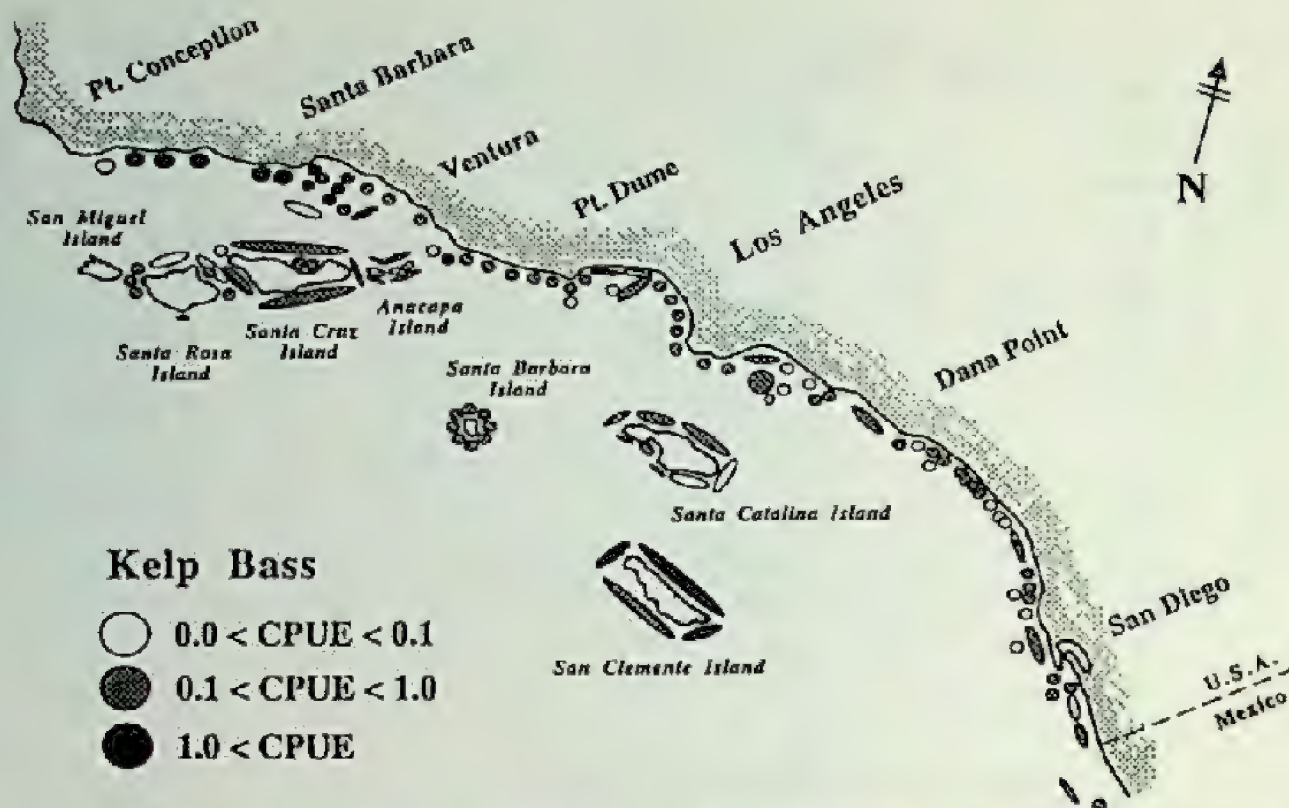 Pt. Conception
Santa Barbara
Ventura
Pt. Dume
Los Angeles
N
San Miguel
Island
Santa Rosa
Island
Santa Cruz
Island
Anacapa
Island
Santa Barbara
Island
Dana Point
Santa Catalina Island
San Clemente Island
San Diego
U.S.A.
Mexico
Kelp Bass
0.0 < CPUE < 0.1
0.1 < CPUE < 1.0
1.0 < CPUE